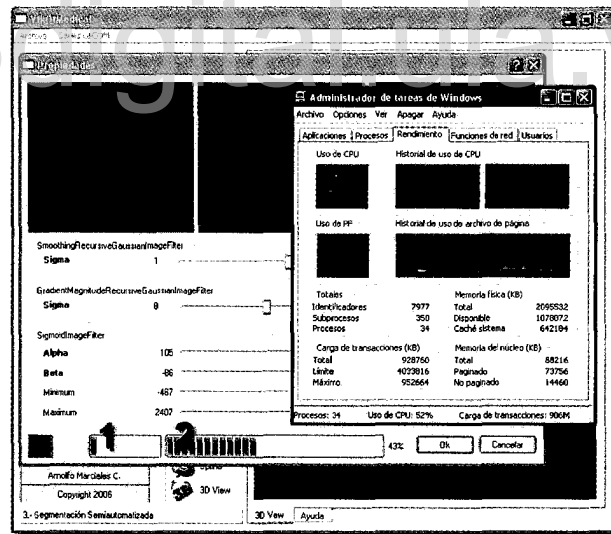 digital.ula.
Propiedades
Administrador de tareas de Windows
Archivo Opciones Ver Apagar Ayuda
Aplicaciones Procesos Rendimiento Funciones de red Usuarios
Uso de CPU Historial de uso de CPU
Uso de PF Historial de uso de archivo de página
SmoothingRecursiveGaussianImageFilter
Sigma 1
GradientMagnitudeRecursiveGaussianImageFilter
Sigma 8
SigmoidImageFilter
Alpha 105
Beta -86
Minimum -487
Maximum 2407
Totales
Identificadores 7977
Subprocesos 350
Procesos 34
Memoria física (KB)
Total 2095532
Disponible 1078072
Caché sistema 642184
Carga de transacciones (KB)
Total 928760
Límite 4033816
Máximo 952664
Memoria del núcleo (KB)
Total 88216
Paginado 73756
No paginado 14460
Procesos: 34 Uso de CPU: 52% Carga de transacciones: 906M
1 2
43% Ok Cancelar
Arnolfo Marciales C.
Copyright 2006
3D View
3.- Segmentación Semiautomatizada
3D View Ayuda